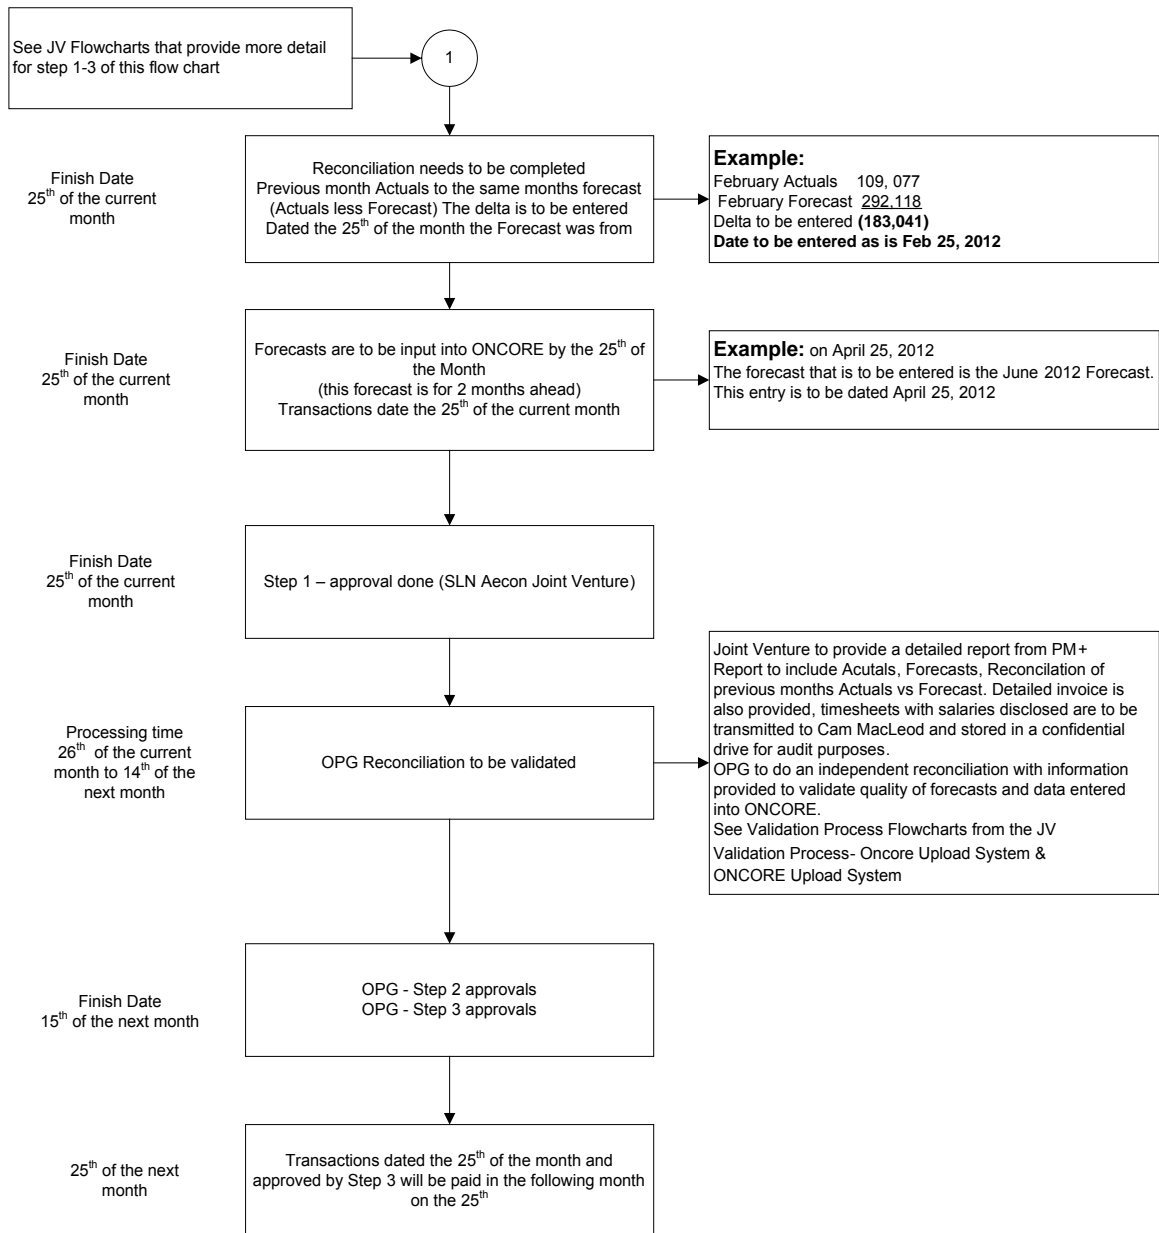 See JV Flowcharts that provide more detail
for step 1-3 of this flow chart
1
Finish Date
25th of the current
month
Reconciliation needs to be completed
Previous month Actuals to the same months forecast
(Actuals less Forecast) The delta is to be entered
Dated the 25th of the month the Forecast was from
Example:
February Actuals 109, 077
February Forecast 292,118
Delta to be entered (183,041)
Date to be entered as is Feb 25, 2012
Finish Date
25th of the current
month
Forecasts are to be input into ONCORE by the 25th of
the Month
(this forecast is for 2 months ahead)
Transactions date the 25th of the current month
Example: on April 25, 2012
The forecast that is to be entered is the June 2012 Forecast.
This entry is to be dated April 25, 2012
Finish Date
25th of the current
month
Step 1 – approval done (SLN Aecon Joint Venture)
Processing time
26th of the current
month to 14th of the
next month
OPG Reconciliation to be validated
Joint Venture to provide a detailed report from PM+
Report to include Acutals, Forecasts, Reconcilation of
previous months Actuals vs Forecast. Detailed invoice is
also provided, timesheets with salaries disclosed are to be
transmitted to Cam MacLeod and stored in a confidential
drive for audit purposes.
OPG to do an independent reconciliation with information
provided to validate quality of forecasts and data entered
into ONCORE.
See Validation Process Flowcharts from the JV
Validation Process- Oncore Upload System &
ONCORE Upload System
Finish Date
15th of the next month
OPG - Step 2 approvals
OPG - Step 3 approvals
25th of the next
month
Transactions dated the 25th of the month and
approved by Step 3 will be paid in the following month
on the 25th